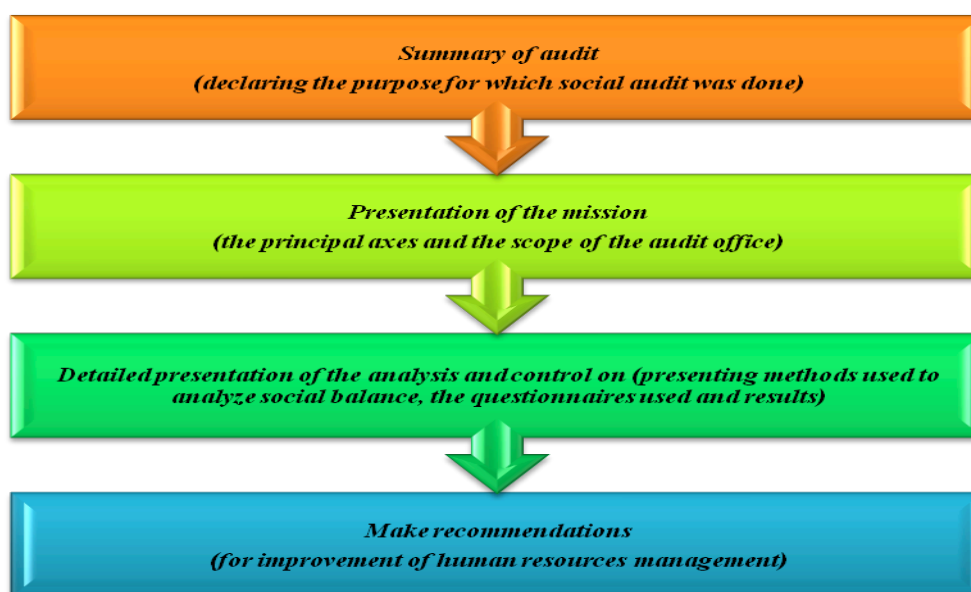 Summary of audit
(declaring the purpose for which social audit was done)
Presentation of the mission
(the principal axes and the scope of the audit office)
Detailed presentation of the analysis and control on (presenting methods used to
analyze social balance, the questionnaires used and results)
Make recommendations
(for improvement of human resources management)